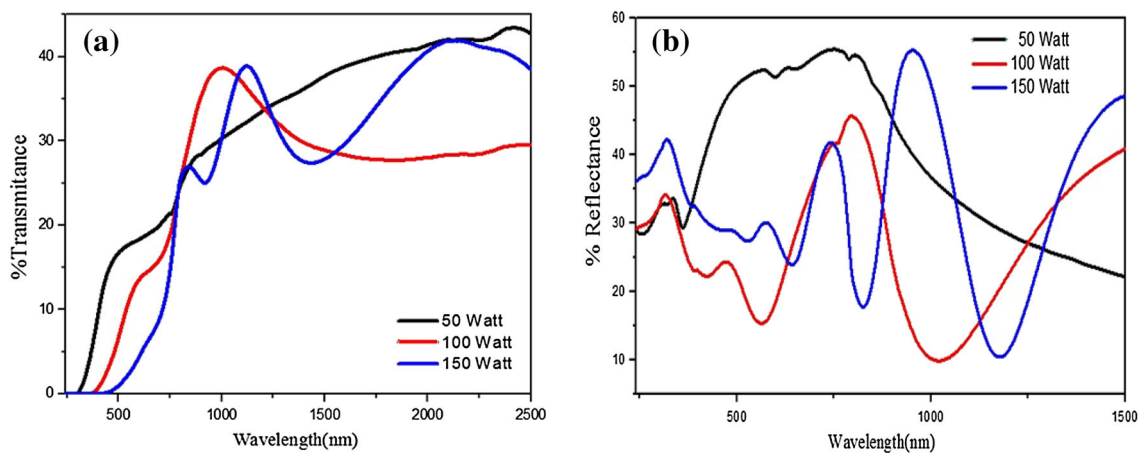 (a)
%Transmitance
40
30
20
10
0
500
1000
1500
2000
2500
Wavelength(nm)
50 Watt
100 Watt
150 Watt
(b)
% Reflectance
60
50
40
30
20
10
500
1000
1500
Wavelength(nm)
50 Watt
100 Watt
150 Watt